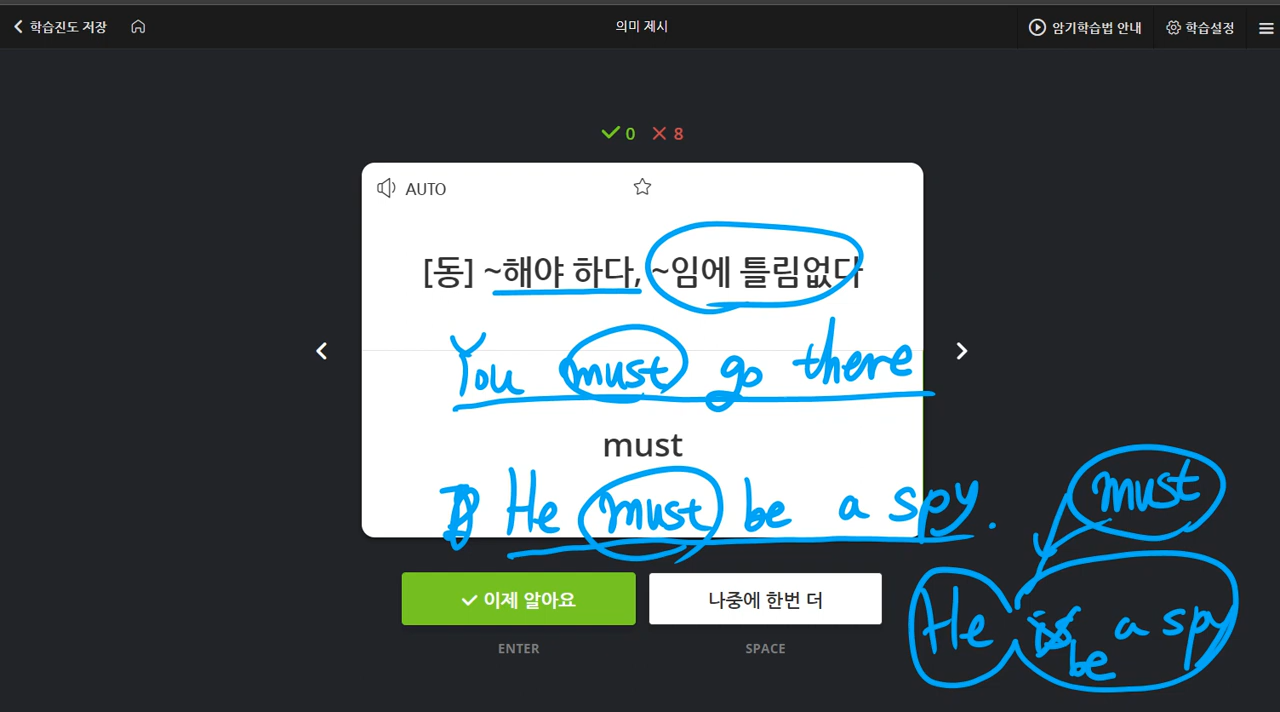 학습진도 저장
의미 제시
암기학습법 안내
학습설정
0 8
AUTO
[동] ~해야 하다, ~임에 틀림없다
You must go there
must
He must be a spy.
must
He is a spy
be
이제 알아요
나중에 한번 더
ENTER
SPACE